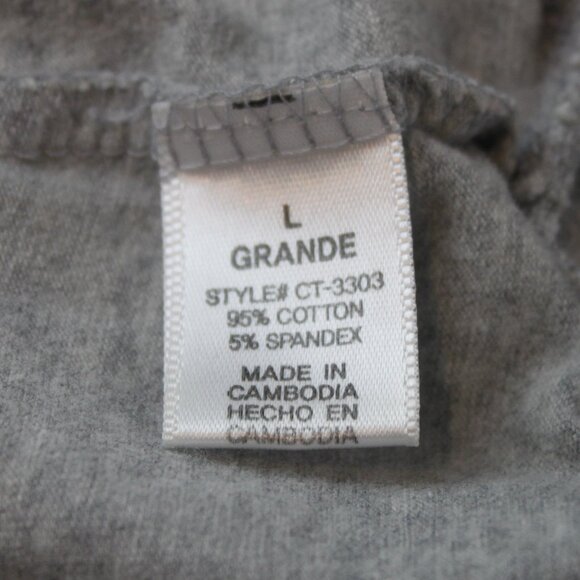 L
GRANDE
STYLE# CT-3303
95% COTTON
5% SPANDEX
MADE IN
CAMBODIA
HECHO EN
CAMBODIA